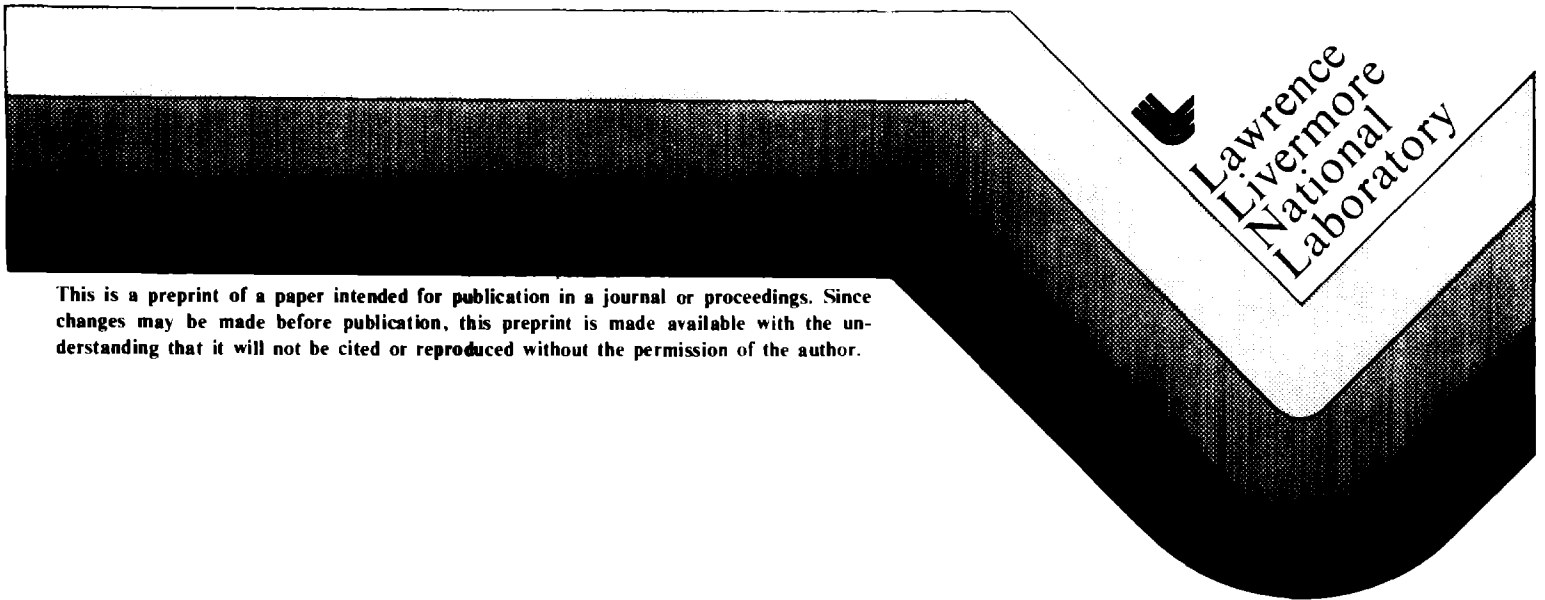 Lawrence
Livermore
National
Laboratory
This is a preprint of a paper intended for publication in a journal or proceedings. Since
changes may be made before publication, this preprint is made available with the un-
derstanding that it will not be cited or reproduced without the permission of the author.